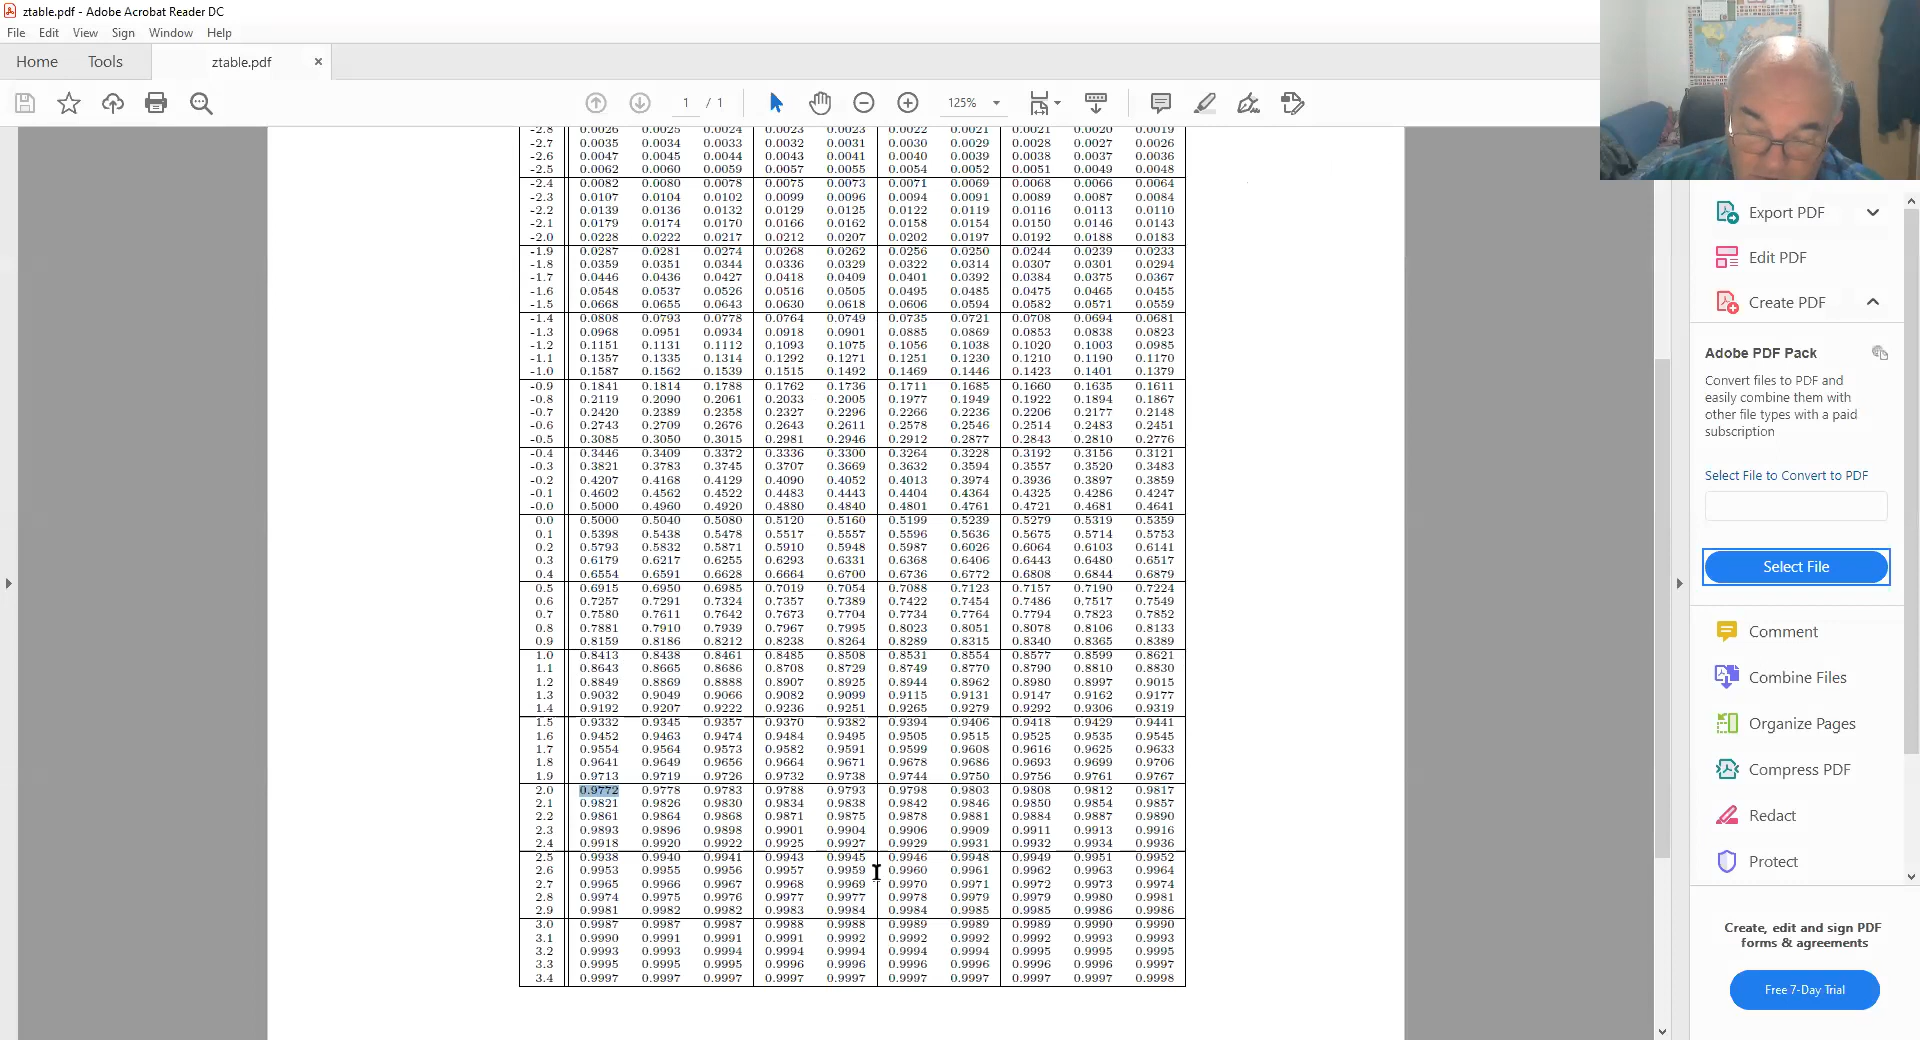 ztable.pdf - Adobe Acrobat Reader DC
File Edit View Sign Window Help
Home Tools ztable.pdf ×
1 / 1 125%
-2.8 0.0026 0.0025 0.0024 0.0023 0.0023 0.0022 0.0021 0.0021 0.0020 0.0019
-2.7 0.0035 0.0034 0.0033 0.0032 0.0031 0.0030 0.0029 0.0028 0.0027 0.0026
-2.6 0.0047 0.0045 0.0044 0.0043 0.0041 0.0040 0.0039 0.0038 0.0037 0.0036
-2.5 0.0062 0.0060 0.0059 0.0057 0.0055 0.0054 0.0052 0.0051 0.0049 0.0048
-2.4 0.0082 0.0080 0.0078 0.0075 0.0073 0.0071 0.0069 0.0068 0.0066 0.0064
-2.3 0.0107 0.0104 0.0102 0.0099 0.0096 0.0094 0.0091 0.0089 0.0087 0.0084
-2.2 0.0139 0.0136 0.0132 0.0129 0.0125 0.0122 0.0119 0.0116 0.0113 0.0110
-2.1 0.0179 0.0174 0.0170 0.0166 0.0162 0.0158 0.0154 0.0150 0.0146 0.0143
-2.0 0.0228 0.0222 0.0217 0.0212 0.0207 0.0202 0.0197 0.0192 0.0188 0.0183
-1.9 0.0287 0.0281 0.0274 0.0268 0.0262 0.0256 0.0250 0.0244 0.0239 0.0233
-1.8 0.0359 0.0351 0.0344 0.0336 0.0329 0.0322 0.0314 0.0307 0.0301 0.0294
-1.7 0.0446 0.0436 0.0427 0.0418 0.0409 0.0401 0.0392 0.0384 0.0375 0.0367
-1.6 0.0548 0.0537 0.0526 0.0516 0.0505 0.0495 0.0485 0.0475 0.0465 0.0455
-1.5 0.0668 0.0655 0.0643 0.0630 0.0618 0.0606 0.0594 0.0582 0.0571 0.0559
-1.4 0.0808 0.0793 0.0778 0.0764 0.0749 0.0735 0.0721 0.0708 0.0694 0.0681
-1.3 0.0968 0.0951 0.0934 0.0918 0.0901 0.0885 0.0869 0.0853 0.0838 0.0823
-1.2 0.1151 0.1131 0.1112 0.1093 0.1075 0.1056 0.1038 0.1020 0.1003 0.0985
-1.1 0.1357 0.1335 0.1314 0.1292 0.1271 0.1251 0.1230 0.1210 0.1190 0.1170
-1.0 0.1587 0.1562 0.1539 0.1515 0.1492 0.1469 0.1446 0.1423 0.1401 0.1379
-0.9 0.1841 0.1814 0.1788 0.1762 0.1736 0.1711 0.1685 0.1660 0.1635 0.1611
-0.8 0.2119 0.2090 0.2061 0.2033 0.2005 0.1977 0.1949 0.1922 0.1894 0.1867
-0.7 0.2420 0.2389 0.2358 0.2327 0.2296 0.2266 0.2236 0.2206 0.2177 0.2148
-0.6 0.2743 0.2709 0.2676 0.2643 0.2611 0.2578 0.2546 0.2514 0.2483 0.2451
-0.5 0.3085 0.3050 0.3015 0.2981 0.2946 0.2912 0.2877 0.2843 0.2810 0.2776
-0.4 0.3446 0.3409 0.3372 0.3336 0.3300 0.3264 0.3228 0.3192 0.3156 0.3121
-0.3 0.3821 0.3783 0.3745 0.3707 0.3669 0.3632 0.3594 0.3557 0.3520 0.3483
-0.2 0.4207 0.4168 0.4129 0.4090 0.4052 0.4013 0.3974 0.3936 0.3897 0.3859
-0.1 0.4602 0.4562 0.4522 0.4483 0.4443 0.4404 0.4364 0.4325 0.4286 0.4247
-0.0 0.5000 0.4960 0.4920 0.4880 0.4840 0.4801 0.4761 0.4721 0.4681 0.4641
0.0 0.5000 0.5040 0.5080 0.5120 0.5160 0.5199 0.5239 0.5279 0.5319 0.5359
0.1 0.5398 0.5438 0.5478 0.5517 0.5557 0.5596 0.5636 0.5675 0.5714 0.5753
0.2 0.5793 0.5832 0.5871 0.5910 0.5948 0.5987 0.6026 0.6064 0.6103 0.6141
0.3 0.6179 0.6217 0.6255 0.6293 0.6331 0.6368 0.6406 0.6443 0.6480 0.6517
0.4 0.6554 0.6591 0.6628 0.6664 0.6700 0.6736 0.6772 0.6808 0.6844 0.6879
0.5 0.6915 0.6950 0.6985 0.7019 0.7054 0.7088 0.7123 0.7157 0.7190 0.7224
0.6 0.7257 0.7291 0.7324 0.7357 0.7389 0.7422 0.7454 0.7486 0.7517 0.7549
0.7 0.7580 0.7611 0.7642 0.7673 0.7704 0.7734 0.7764 0.7794 0.7823 0.7852
0.8 0.7881 0.7910 0.7939 0.7967 0.7995 0.8023 0.8051 0.8078 0.8106 0.8133
0.9 0.8159 0.8186 0.8212 0.8238 0.8264 0.8289 0.8315 0.8340 0.8365 0.8389
1.0 0.8413 0.8438 0.8461 0.8485 0.8508 0.8531 0.8554 0.8577 0.8599 0.8621
1.1 0.8643 0.8665 0.8686 0.8708 0.8729 0.8749 0.8770 0.8790 0.8810 0.8830
1.2 0.8849 0.8869 0.8888 0.8907 0.8925 0.8944 0.8962 0.8980 0.8997 0.9015
1.3 0.9032 0.9049 0.9066 0.9082 0.9099 0.9115 0.9131 0.9147 0.9162 0.9177
1.4 0.9192 0.9207 0.9222 0.9236 0.9251 0.9265 0.9279 0.9292 0.9306 0.9319
1.5 0.9332 0.9345 0.9357 0.9370 0.9382 0.9394 0.9406 0.9418 0.9429 0.9441
1.6 0.9452 0.9463 0.9474 0.9484 0.9495 0.9505 0.9515 0.9525 0.9535 0.9545
1.7 0.9554 0.9564 0.9573 0.9582 0.9591 0.9599 0.9608 0.9616 0.9625 0.9633
1.8 0.9641 0.9649 0.9656 0.9664 0.9671 0.9678 0.9686 0.9693 0.9699 0.9706
1.9 0.9713 0.9719 0.9726 0.9732 0.9738 0.9744 0.9750 0.9756 0.9761 0.9767
2.0 0.9772 0.9778 0.9783 0.9788 0.9793 0.9798 0.9803 0.9808 0.9812 0.9817
2.1 0.9821 0.9826 0.9830 0.9834 0.9838 0.9842 0.9846 0.9850 0.9854 0.9857
2.2 0.9861 0.9864 0.9868 0.9871 0.9875 0.9878 0.9881 0.9884 0.9887 0.9890
2.3 0.9893 0.9896 0.9898 0.9901 0.9904 0.9906 0.9909 0.9911 0.9913 0.9916
2.4 0.9918 0.9920 0.9922 0.9925 0.9927 0.9929 0.9931 0.9932 0.9934 0.9936
2.5 0.9938 0.9940 0.9941 0.9943 0.9945 0.9946 0.9948 0.9949 0.9951 0.9952
2.6 0.9953 0.9955 0.9956 0.9957 0.9959 0.9960 0.9961 0.9962 0.9963 0.9964
2.7 0.9965 0.9966 0.9967 0.9968 0.9969 0.9970 0.9971 0.9972 0.9973 0.9974
2.8 0.9974 0.9975 0.9976 0.9977 0.9977 0.9978 0.9979 0.9979 0.9980 0.9981
2.9 0.9981 0.9982 0.9982 0.9983 0.9984 0.9984 0.9985 0.9985 0.9986 0.9986
3.0 0.9987 0.9987 0.9987 0.9988 0.9988 0.9989 0.9989 0.9989 0.9990 0.9990
3.1 0.9990 0.9991 0.9991 0.9991 0.9992 0.9992 0.9992 0.9992 0.9993 0.9993
3.2 0.9993 0.9993 0.9994 0.9994 0.9994 0.9994 0.9994 0.9995 0.9995 0.9995
3.3 0.9995 0.9995 0.9995 0.9996 0.9996 0.9996 0.9996 0.9996 0.9996 0.9997
3.4 0.9997 0.9997 0.9997 0.9997 0.9997 0.9997 0.9997 0.9997 0.9997 0.9998
Export PDF
Edit PDF
Create PDF
Adobe PDF Pack
Convert files to PDF and
easily combine them with
other file types with a paid
subscription
Select File to Convert to PDF
Select File
Comment
Combine Files
Organize Pages
Compress PDF
Redact
Protect
Create, edit and sign PDF
forms & agreements
Free 7-Day Trial